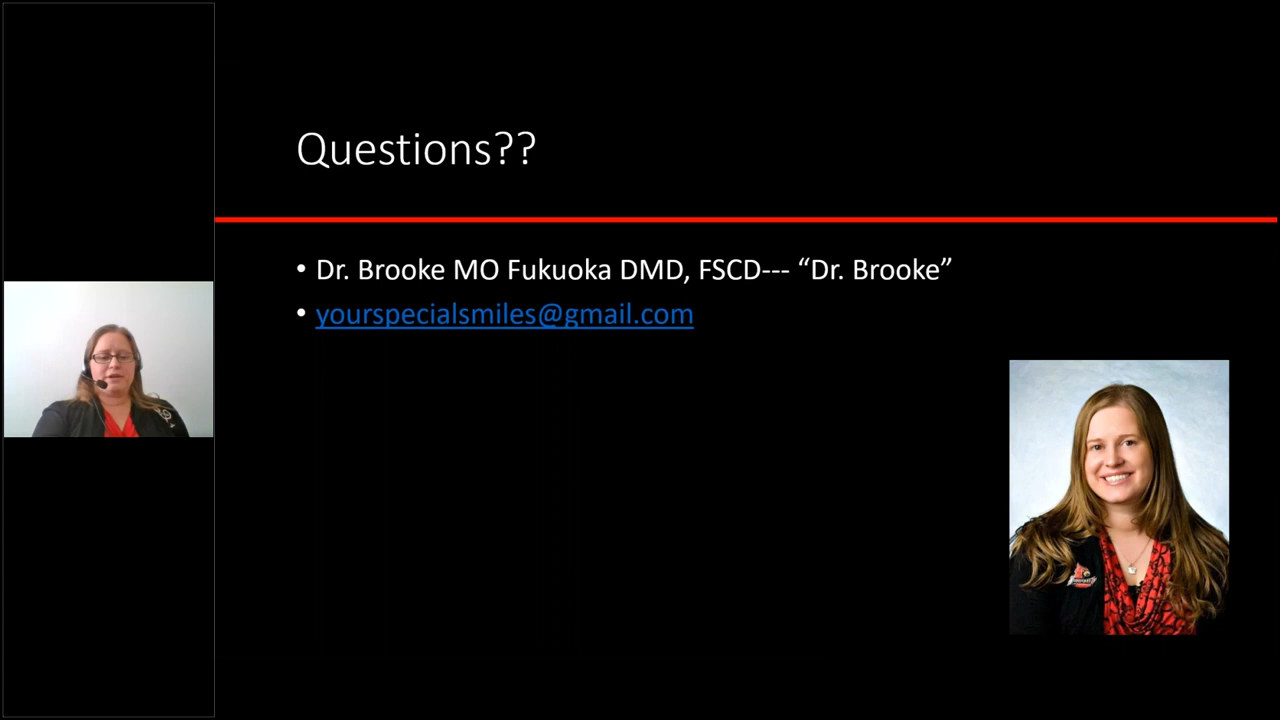 Questions??
• Dr. Brooke MO Fukuoka DMD, FSCD--- “Dr. Brooke”
• yourspecialsmiles@gmail.com